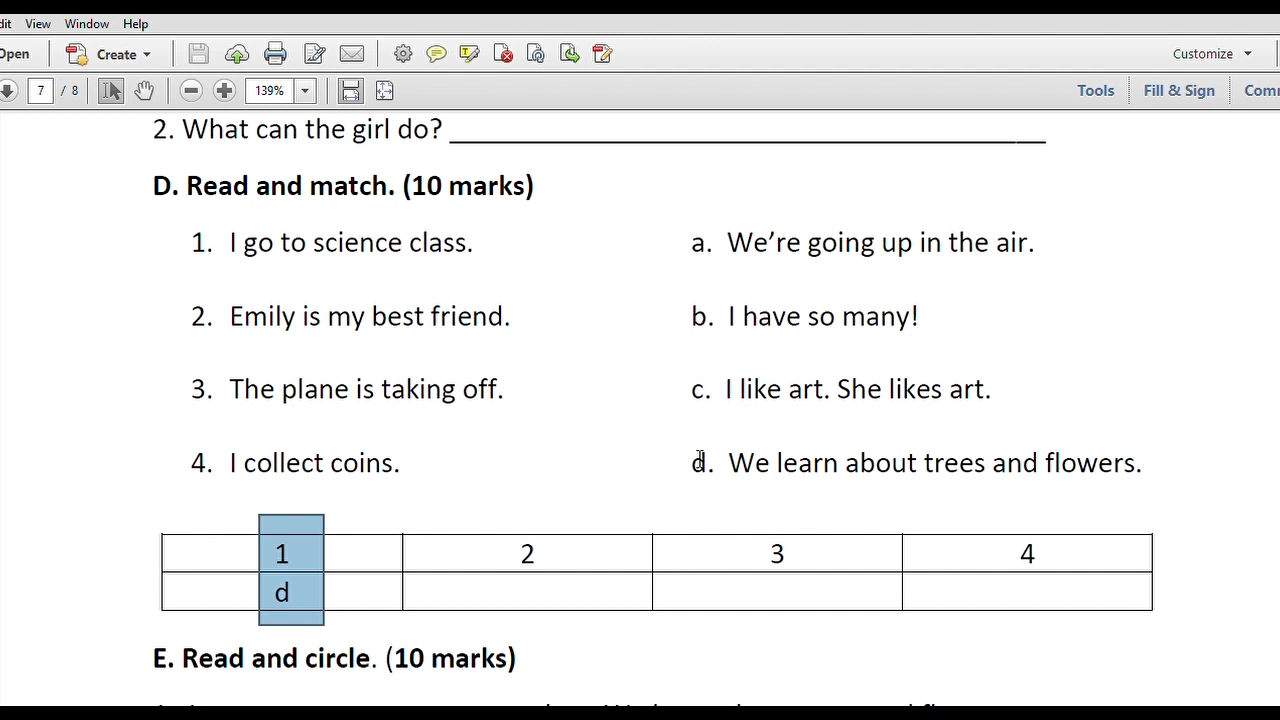 dit View Window Help
Open Create Customize
7 / 8 139% Tools Fill & Sign Com
2. What can the girl do? ____________________
D. Read and match. (10 marks)
1. I go to science class. a. We’re going up in the air.
2. Emily is my best friend. b. I have so many!
3. The plane is taking off. c. I like art. She likes art.
4. I collect coins. d. We learn about trees and flowers.
1 2 3 4
d
E. Read and circle. (10 marks)